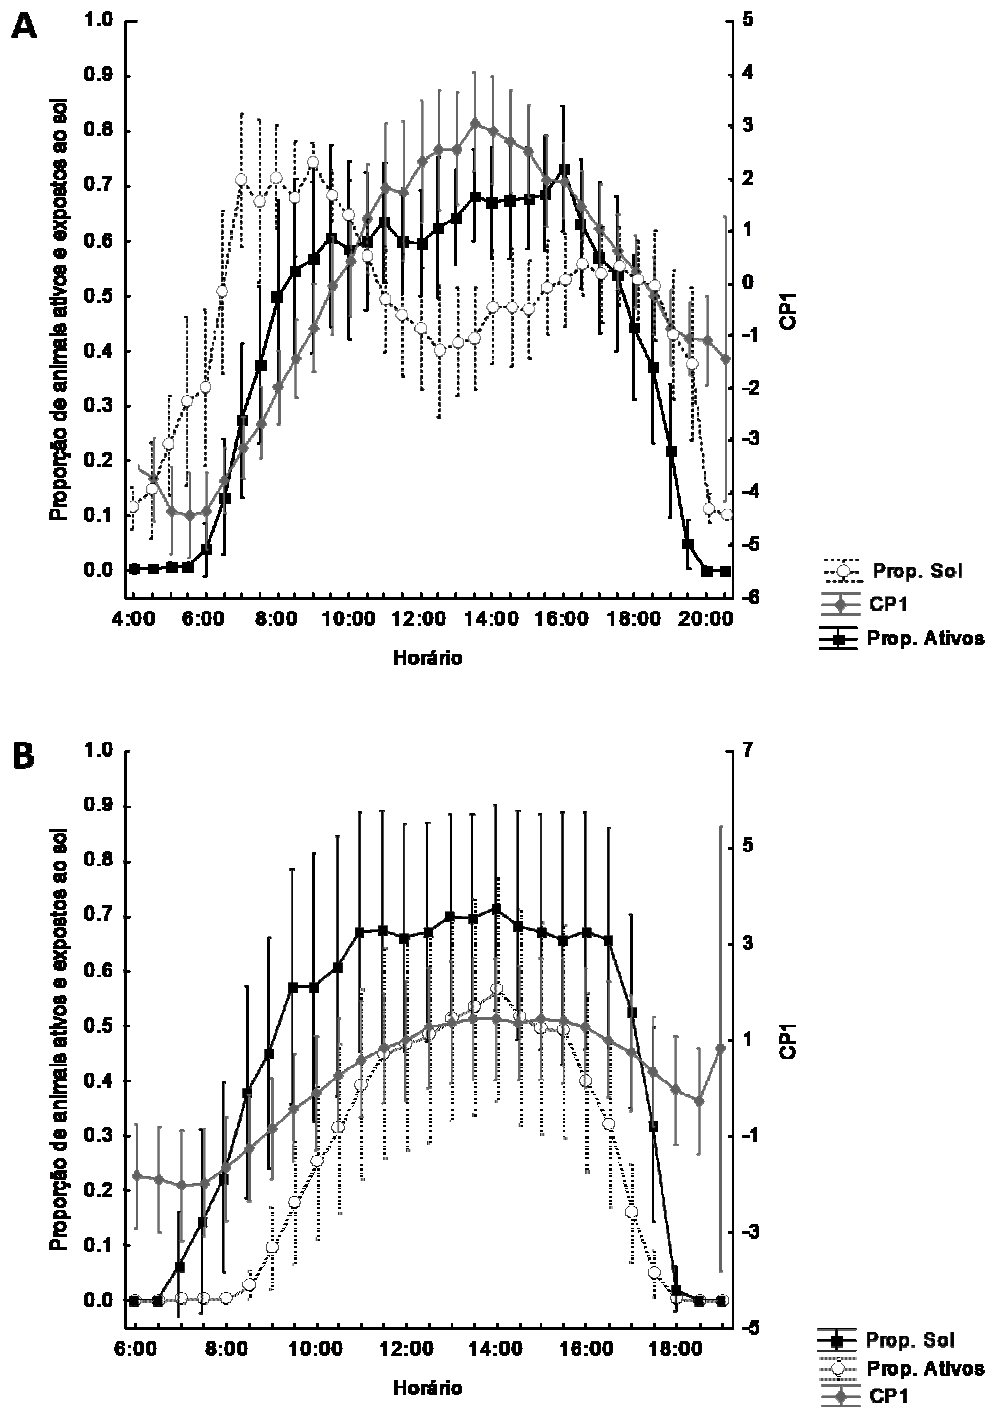 A
1.0
0.9
0.8
0.7
0.6
0.5
0.4
0.3
0.2
0.1
0.0
Proporção de animais ativos e expostos ao sol
5
4
3
2
1
0
–1
–2
–3
–4
–5
–6
CP1
4:00 6:00 8:00 10:00 12:00 14:00 16:00 18:00 20:00
Horário
Prop. Sol
CP1
Prop. Ativos
B
1.0
0.9
0.8
0.7
0.6
0.5
0.4
0.3
0.2
0.1
0.0
Proporção de animais ativos e expostos ao sol
7
5
3
1
–1
–3
–5
CP1
6:00 8:00 10:00 12:00 14:00 16:00 18:00
Horário
Prop. Sol
Prop. Ativos
CP1